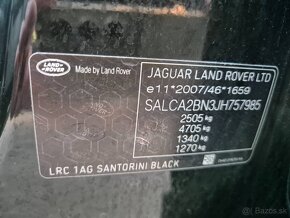 LAND
ROVER
Made by Land Rover
JAGUAR LAND ROVER LTD
e11*2007/46*1659
SALCA2BN3JH757985
2505 kg
4705 kg
1340 kg
1270 kg
LRC 1AG SANTORINI BLACK
bazos.sk